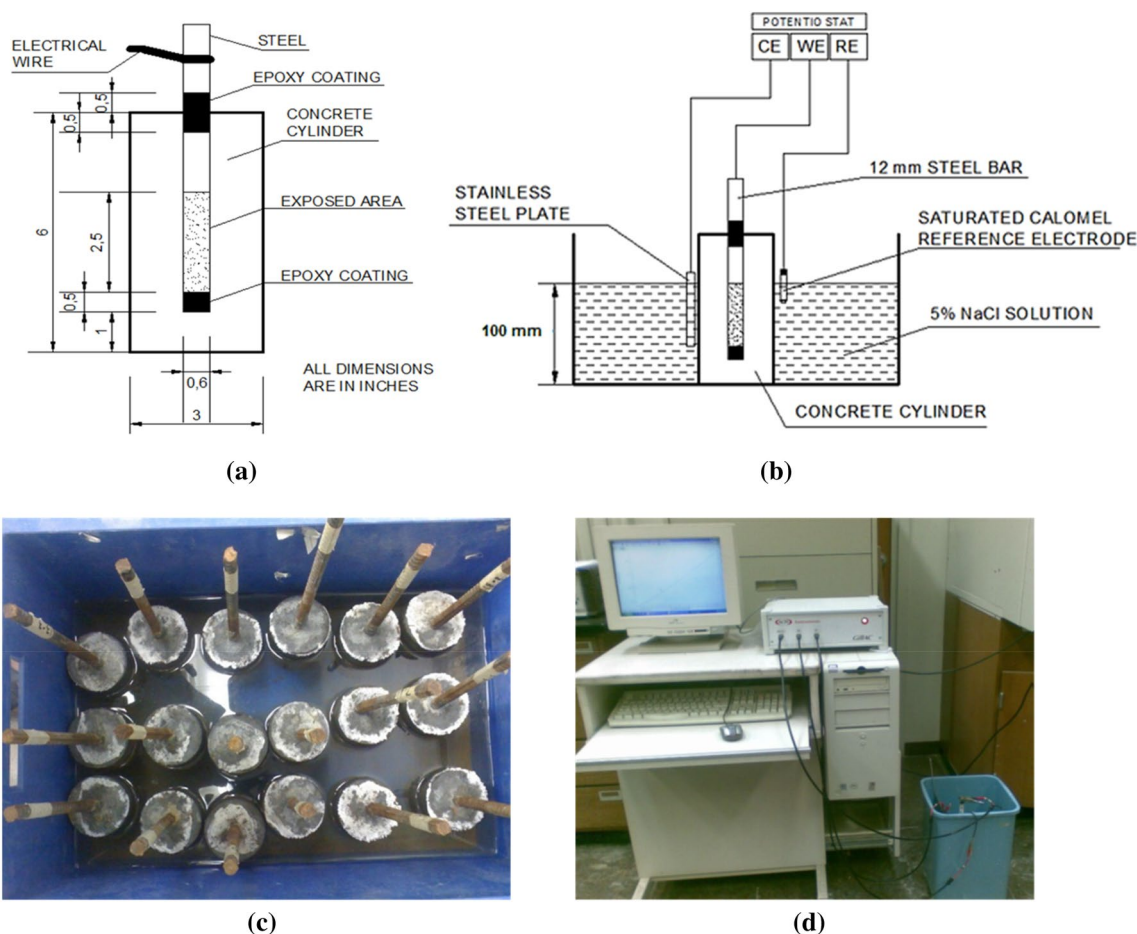 ELECTRICAL
WIRE
STEEL
EPOXY COATING
CONCRETE
CYLINDER
EXPOSED AREA
EPOXY COATING
0,5
0,5
6
2,5
0,5
1
0,6
3
ALL DIMENSIONS
ARE IN INCHES
(a)
POTENTIO STAT
CE WE RE
12 mm STEEL BAR
STAINLESS
STEEL PLATE
SATURATED CALOMEL
REFERENCE ELECTRODE
5% NaCl SOLUTION
100 mm
CONCRETE CYLINDER
(b)
(c)
(d)